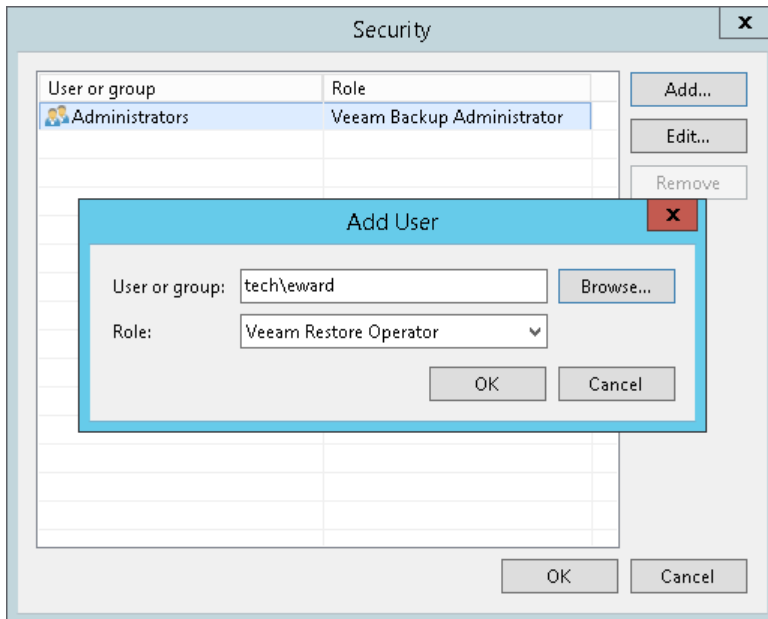 Security
x
User or group Role
Administrators Veeam Backup Administrator
Add...
Edit...
Remove
Add User
x
User or group: tech\eward Browse...
Role: Veeam Restore Operator
OK Cancel
OK Cancel